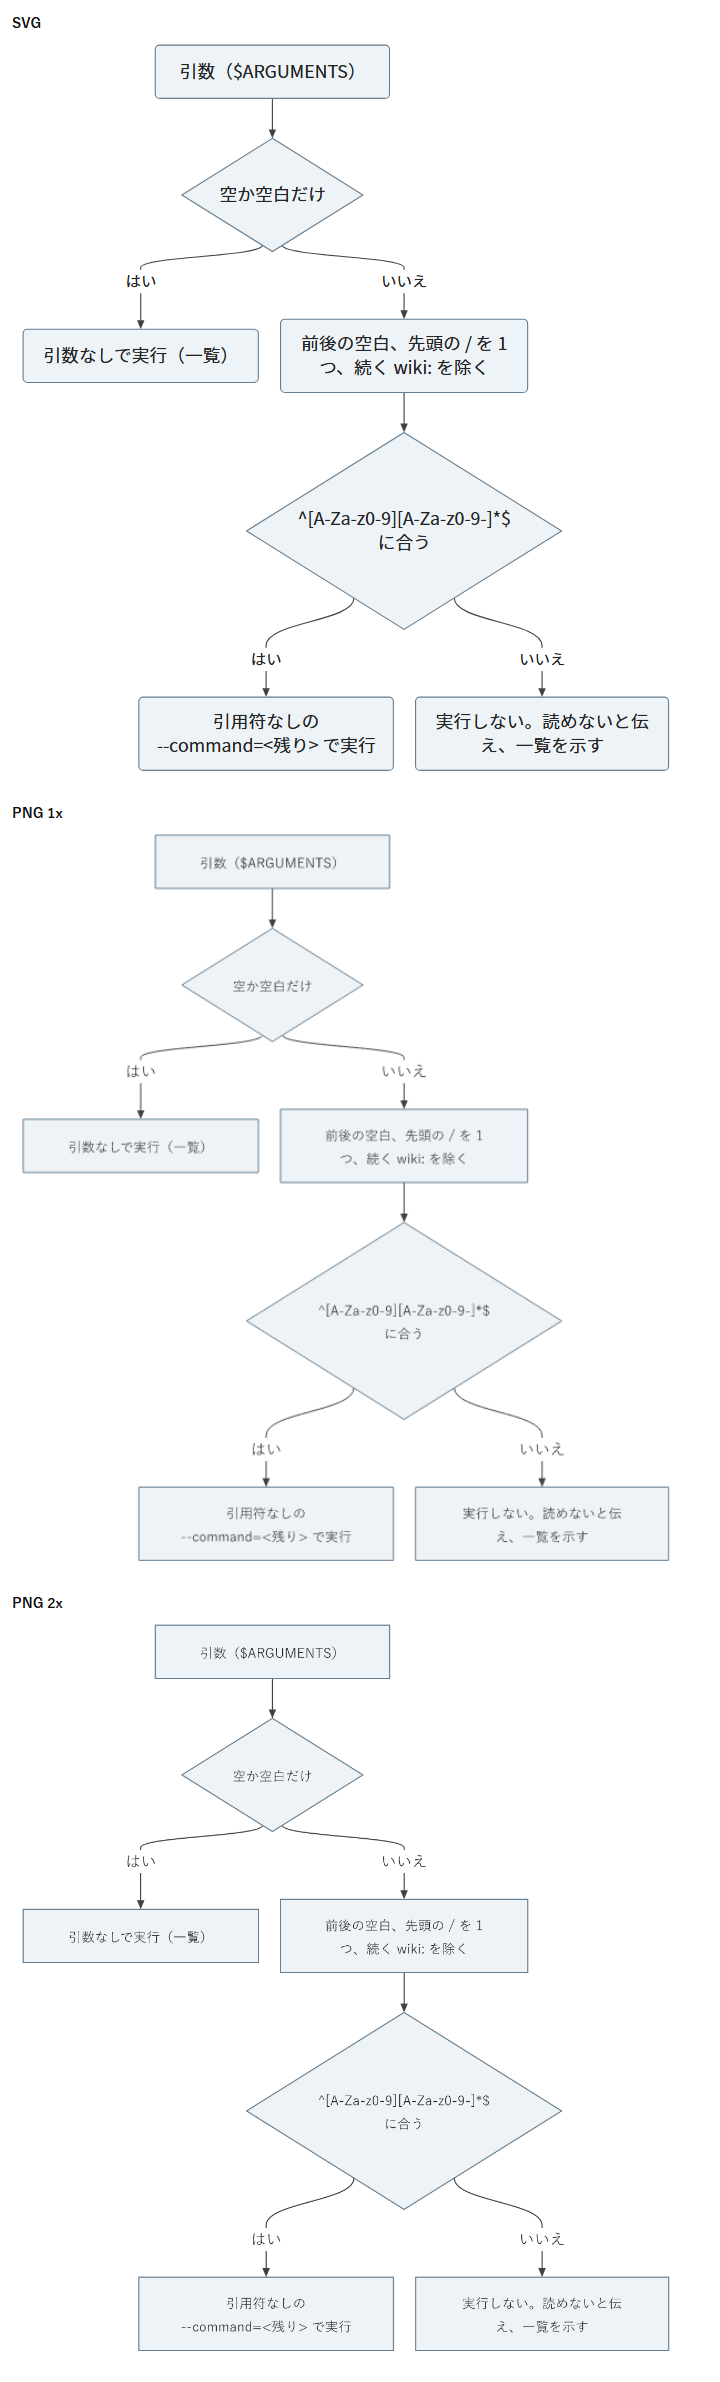 SVG
引数（$ARGUMENTS）
空か空白だけ
はい
いいえ
引数なしで実行（一覧）
前後の空白、先頭の / を 1
つ、続く wiki: を除く
^[A-Za-z0-9][A-Za-z0-9-]*$
に合う
はい
いいえ
引用符なしの
--command=<残り> で実行
実行しない。読めないと伝
え、一覧を示す
PNG 1x
引数（$ARGUMENTS）
空か空白だけ
はい
いいえ
引数なしで実行（一覧）
前後の空白、先頭の / を 1
つ、続く wiki: を除く
^[A-Za-z0-9][A-Za-z0-9-]*$
に合う
はい
いいえ
引用符なしの
--command=<残り> で実行
実行しない。読めないと伝
え、一覧を示す
PNG 2x
引数（$ARGUMENTS）
空か空白だけ
はい
いいえ
引数なしで実行（一覧）
前後の空白、先頭の / を 1
つ、続く wiki: を除く
^[A-Za-z0-9][A-Za-z0-9-]*$
に合う
はい
いいえ
引用符なしの
--command=<残り> で実行
実行しない。読めないと伝
え、一覧を示す